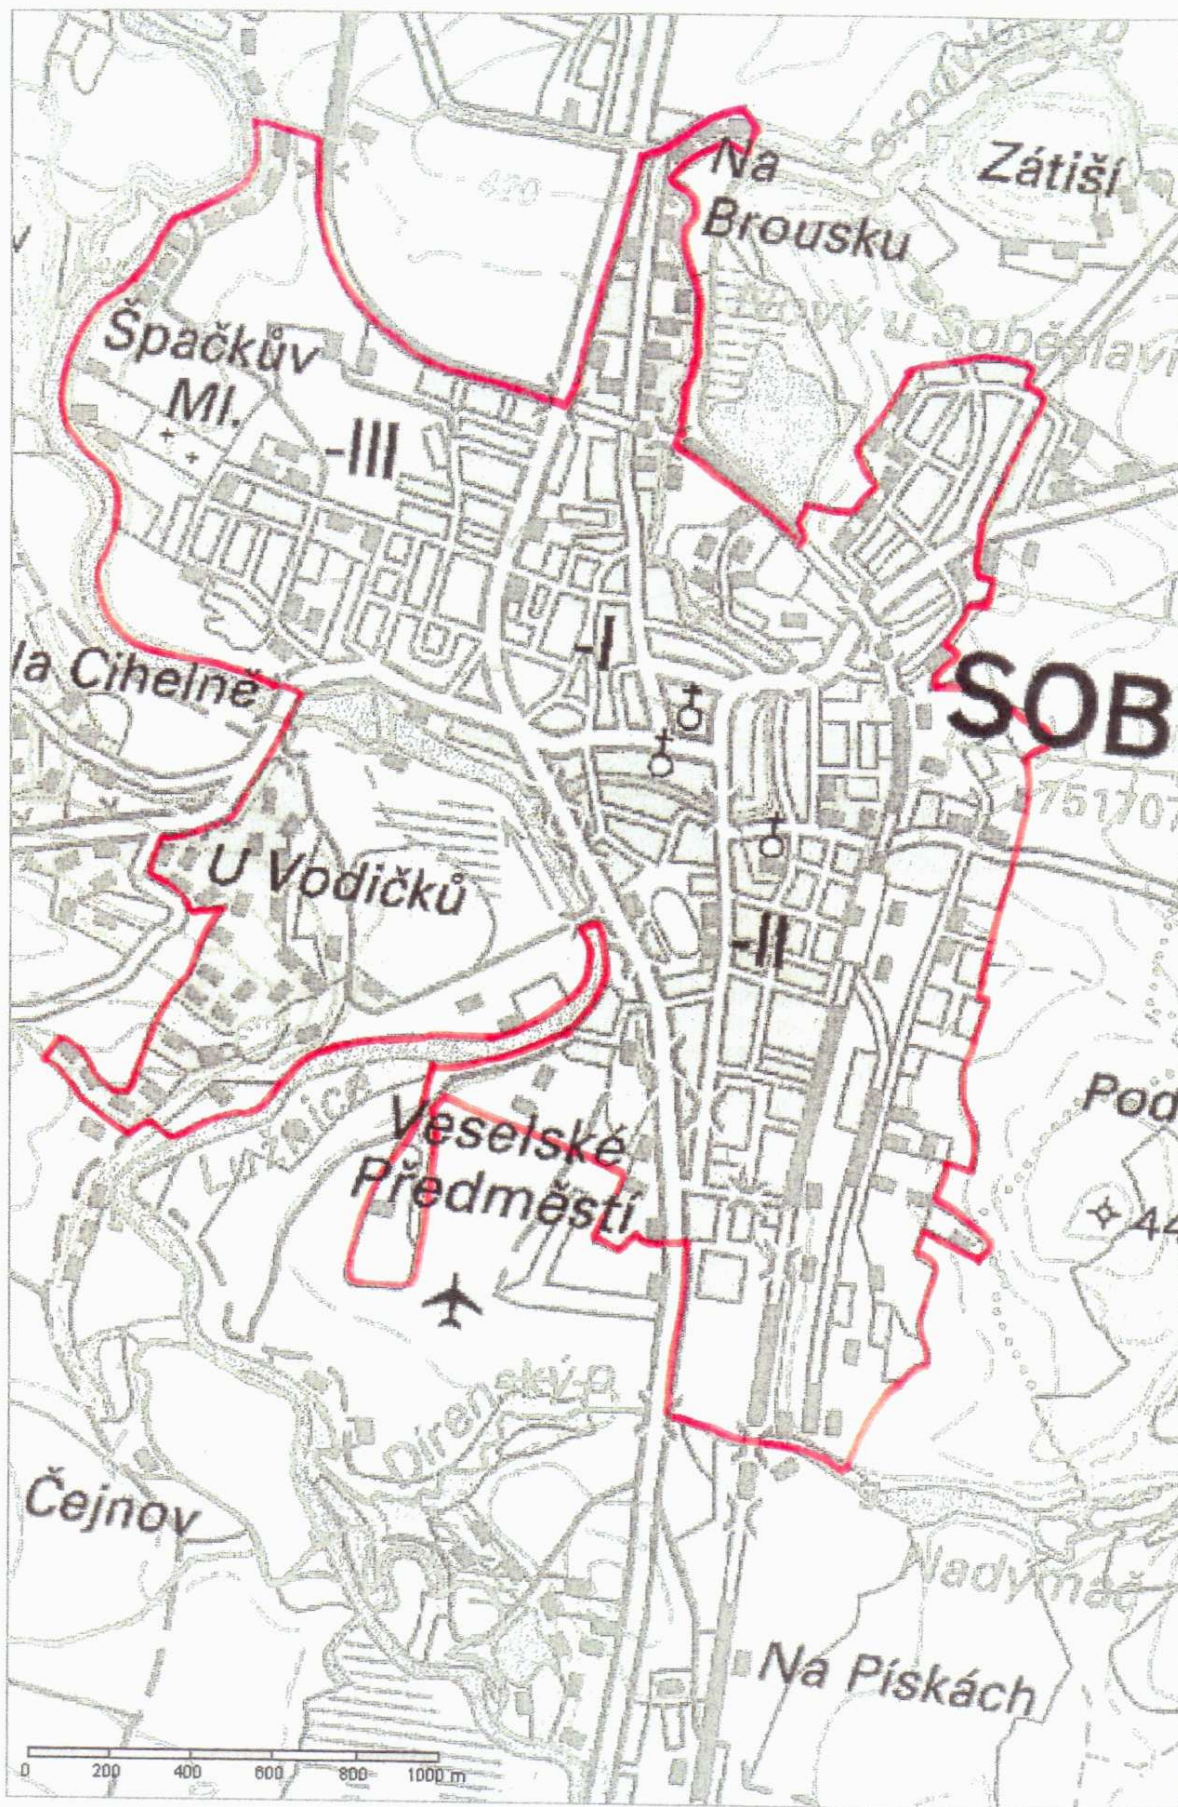 Na
Brousku
Zátiší
420
Nový u Soběslavi
Špačkův
Ml.
-III
-I
la Cihelně
SOB
751707
U Vodičků
-II
Pod
Lužnice
Veselské
Předměstí
44
Dírenský p.
Čejnov
Nadýmač
Na Pískách
0 200 400 600 800 1000 m